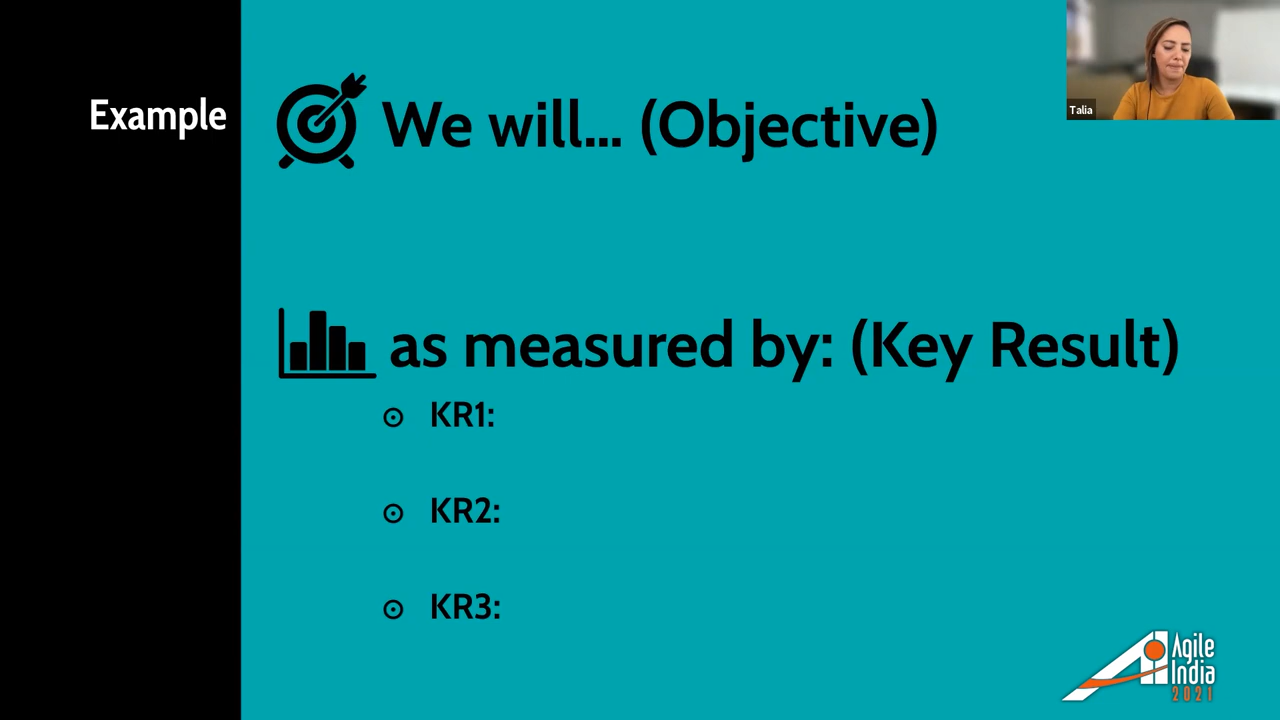 Example
We will... (Objective)
Talia
as measured by: (Key Result)
KR1:
KR2:
KR3:
Agile
India
2021